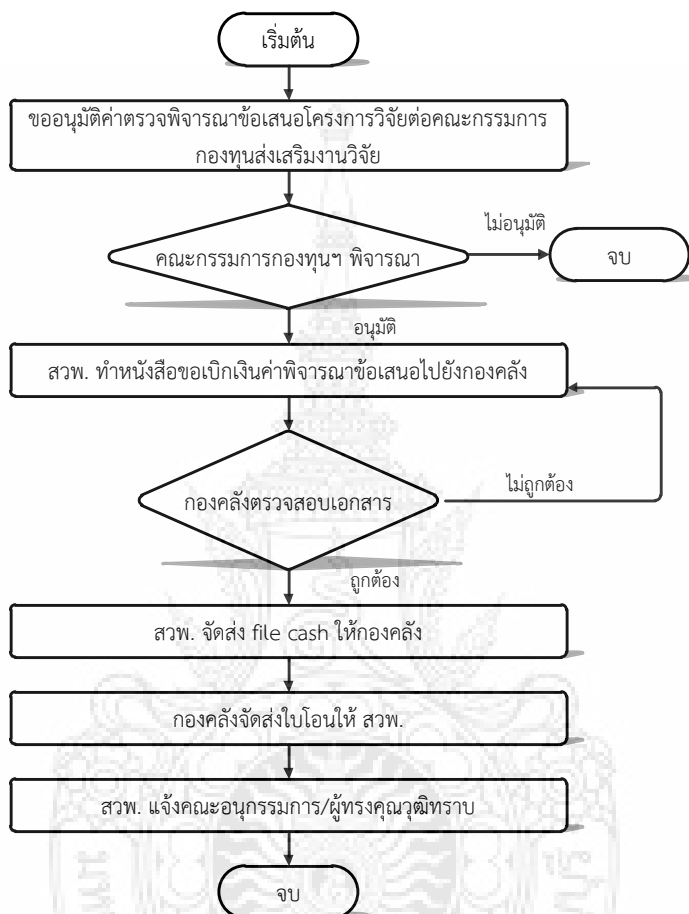 เริ่มต้น
ขออนุมัติค่าตรวจพิจารณาข้อเสนอโครงการวิจัยต่อคณะกรรมการ
กองทุนส่งเสริมงานวิจัย
ไม่อนุมัติ
คณะกรรมการกองทุนฯ พิจารณา
จบ
อนุมัติ
สวพ. ทำหนังสือขอเบิกเงินค่าพิจารณาข้อเสนอไปยังกองคลัง
ไม่ถูกต้อง
กองคลังตรวจสอบเอกสาร
ถูกต้อง
สวพ. จัดส่ง file cash ให้กองคลัง
กองคลังจัดส่งใบโอนให้ สวพ.
สวพ. แจ้งคณะอนุกรรมการ/ผู้ทรงคุณวุฒิทราบ
จบ